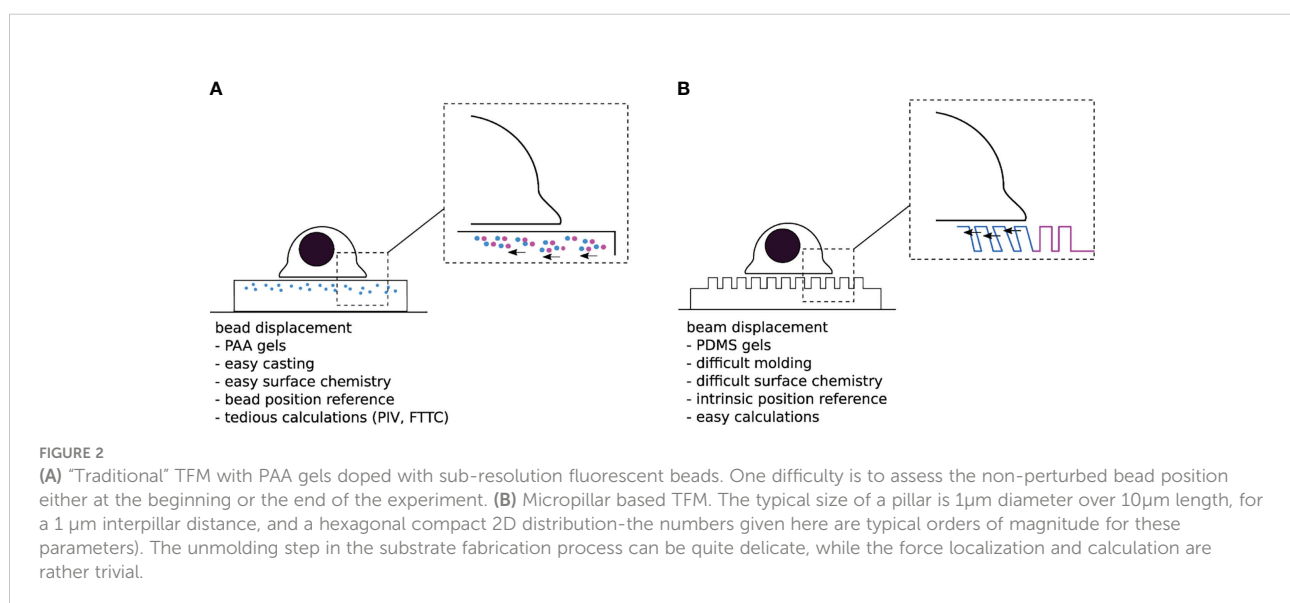 A
B
bead displacement
- PAA gels
- easy casting
- easy surface chemistry
- bead position reference
- tedious calculations (PIV, FTTC)
beam displacement
- PDMS gels
- difficult molding
- difficult surface chemistry
- intrinsic position reference
- easy calculations
FIGURE 2
(A) “Traditional” TFM with PAA gels doped with sub-resolution fluorescent beads. One difficulty is to assess the non-perturbed bead position
either at the beginning or the end of the experiment. (B) Micropillar based TFM. The typical size of a pillar is 1μm diameter over 10μm length, for
a 1 μm interpillar distance, and a hexagonal compact 2D distribution-the numbers given here are typical orders of magnitude for these
parameters). The unmolding step in the substrate fabrication process can be quite delicate, while the force localization and calculation are
rather trivial.